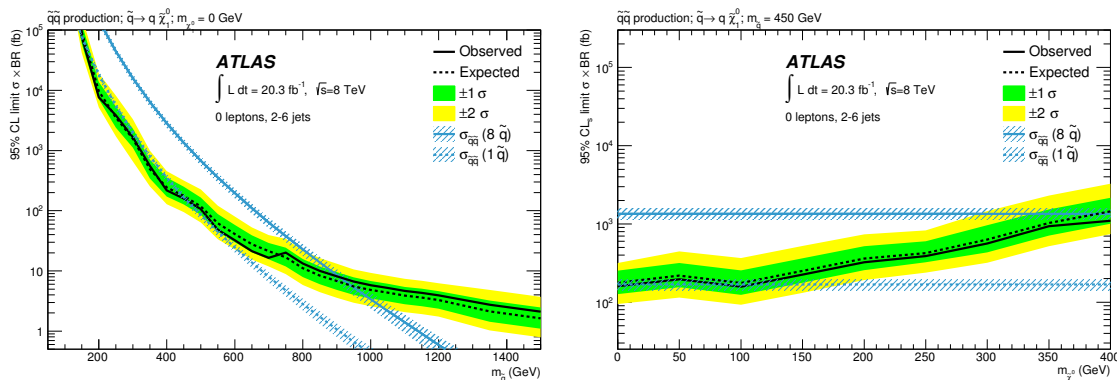 q̃q̃ production; q̃→ q χ̃₁⁰; m_χ̃₁⁰ = 0 GeV
95% CL limit σ × BR (fb)
10⁵
10⁴
10³
10²
10
1
ATLAS
∫ L dt = 20.3 fb⁻¹, √s=8 TeV
0 leptons, 2-6 jets
Observed
Expected
±1 σ
±2 σ
σ_q̃q̃ (8 q̃)
σ_q̃q̃ (1 q̃)
200 400 600 800 1000 1200 1400
m_q̃ (GeV)
q̃q̃ production; q̃→ q χ̃₁⁰; m_q̃ = 450 GeV
95% CLₛ limit σ × BR (fb)
10⁵
10⁴
10³
10²
ATLAS
∫ L dt = 20.3 fb⁻¹, √s=8 TeV
0 leptons, 2-6 jets
Observed
Expected
±1 σ
±2 σ
σ_q̃q̃ (8 q̃)
σ_q̃q̃ (1 q̃)
0 50 100 150 200 250 300 350 400
m_χ̃₁⁰ (GeV)